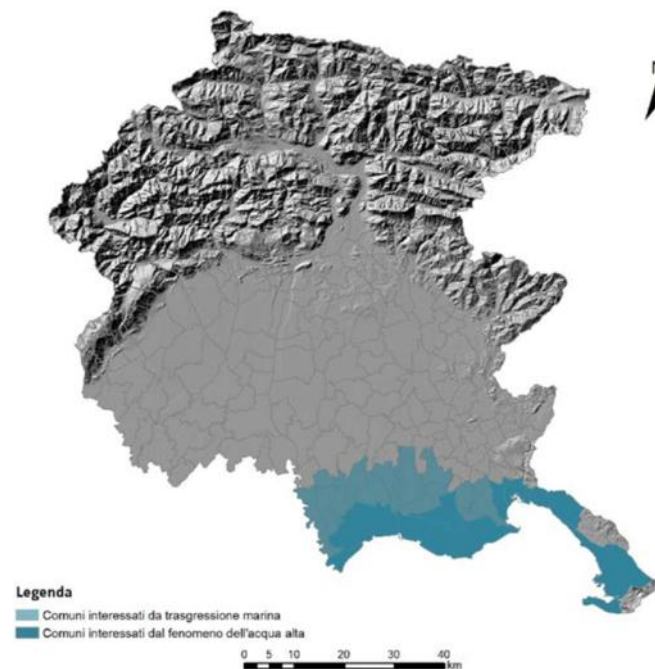 Legenda
Comuni interessati da trasgressione marina
Comuni interessati dal fenomeno dell'acqua alta
0 5 10 20 30 40
km